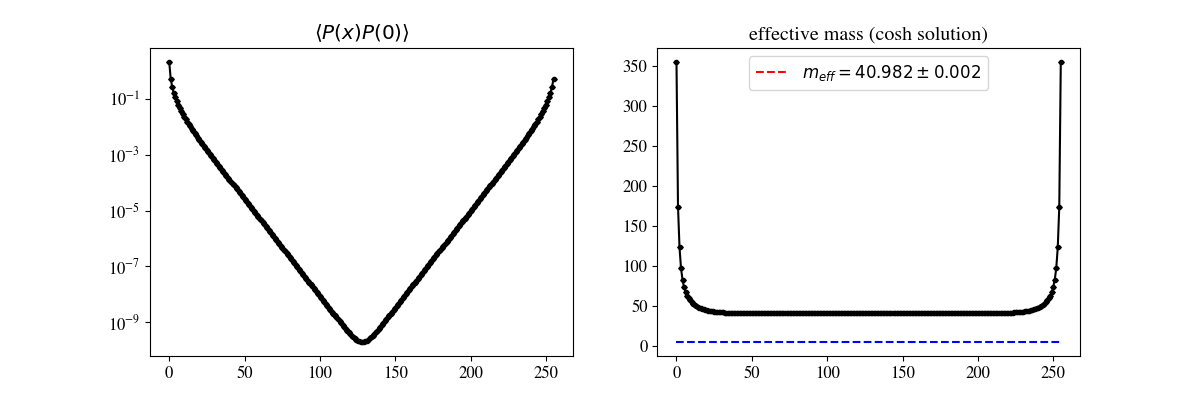 ⟨P(x)P(0)⟩
10⁻¹
10⁻³
10⁻⁵
10⁻⁷
10⁻⁹
0 50 100 150 200 250
effective mass (cosh solution)
m_eff = 40.982 ± 0.002
350
300
250
200
150
100
50
0
0 50 100 150 200 250